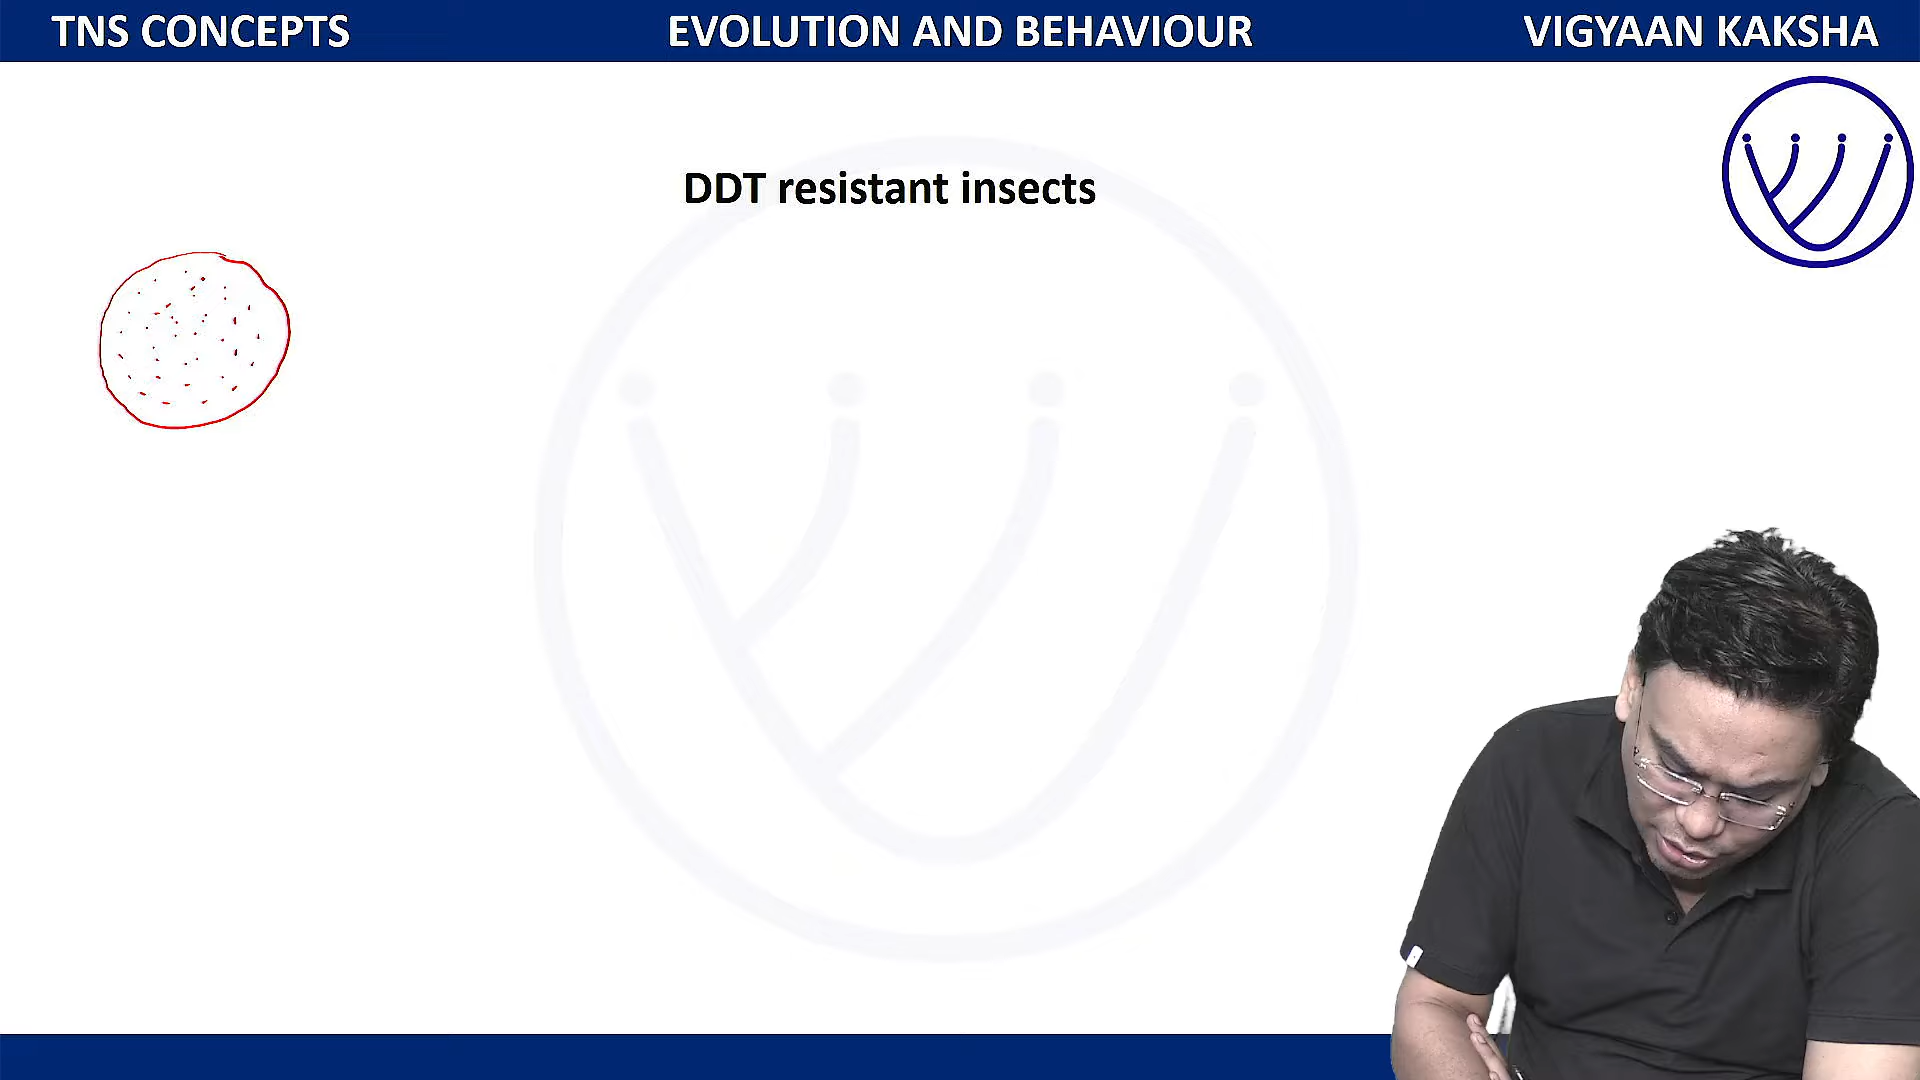 TNS CONCEPTS
EVOLUTION AND BEHAVIOUR
VIGYAAN KAKSHA
DDT resistant insects